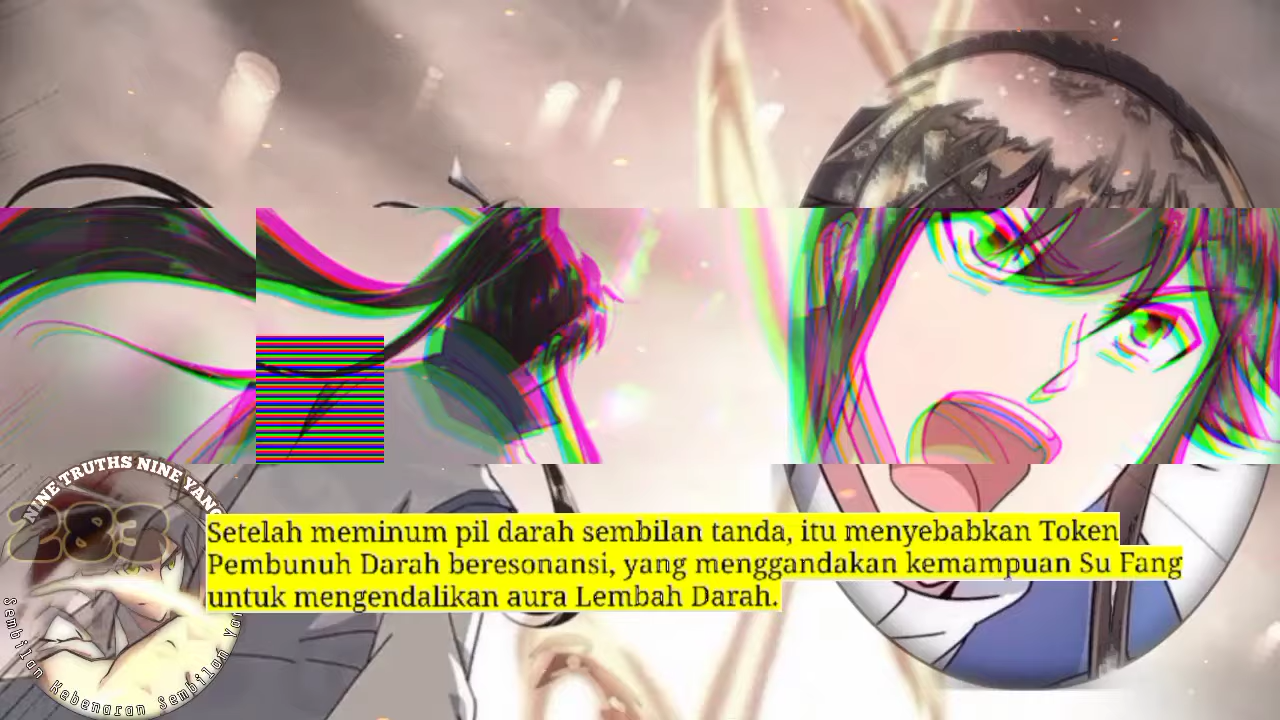 NINE TRUTHS NINE YANG
283
Setelah meminum pil darah sembilan tanda, itu menyebabkan Token
Pembunuh Darah beresonansi, yang menggandakan kemampuan Su Fang
untuk mengendalikan aura Lembah Darah.
Sembilan Kebenaran Sembilan